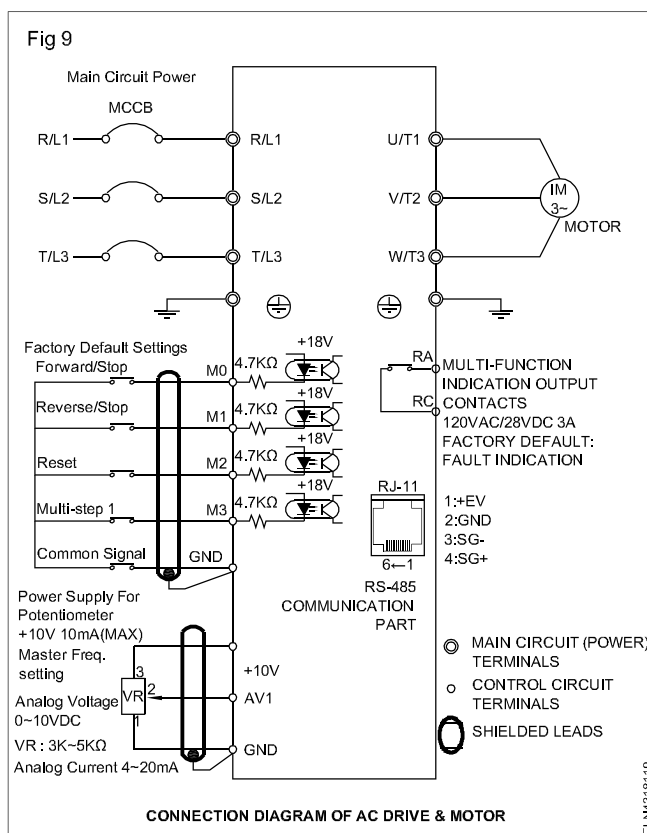 Fig 9
Main Circuit Power
MCCB
R/L1 R/L1 U/T1
S/L2 S/L2 V/T2
IM
3~
MOTOR
T/L3 T/L3 W/T3
Factory Default Settings
Forward/Stop M0 4.7KΩ +18V
Reverse/Stop M1 4.7KΩ +18V
Reset M2 4.7KΩ +18V
Multi-step 1 M3 4.7KΩ +18V
Common Signal GND
RA
RC
MULTI-FUNCTION
INDICATION OUTPUT
CONTACTS
120VAC/28VDC 3A
FACTORY DEFAULT:
FAULT INDICATION
RJ-11
6←1
1:+EV
2:GND
3:SG-
4:SG+
RS-485
COMMUNICATION
PART
Power Supply For
Potentiometer
+10V 10mA(MAX)
Master Freq.
setting
3
VR 2
1
+10V
AV1
GND
Analog Voltage
0~10VDC
VR : 3K~5KΩ
Analog Current 4~20mA
MAIN CIRCUIT (POWER)
TERMINALS
CONTROL CIRCUIT
TERMINALS
SHIELDED LEADS
CONNECTION DIAGRAM OF AC DRIVE & MOTOR